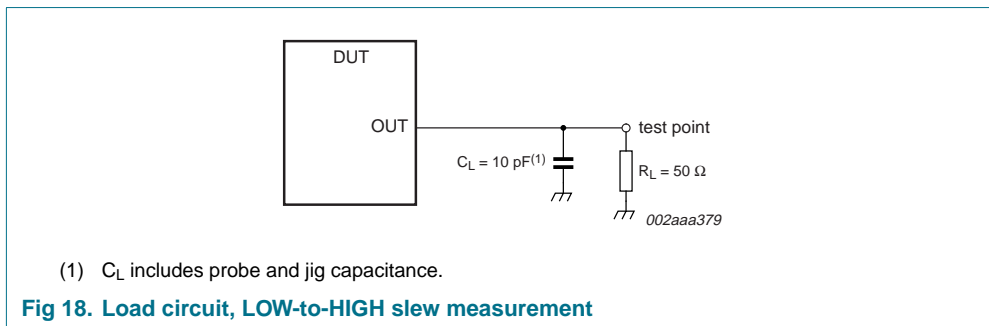 DUT
OUT
test point
C_L = 10 pF(1)
R_L = 50 Ω
002aaa379
(1) C_L includes probe and jig capacitance.
Fig 18. Load circuit, LOW-to-HIGH slew measurement